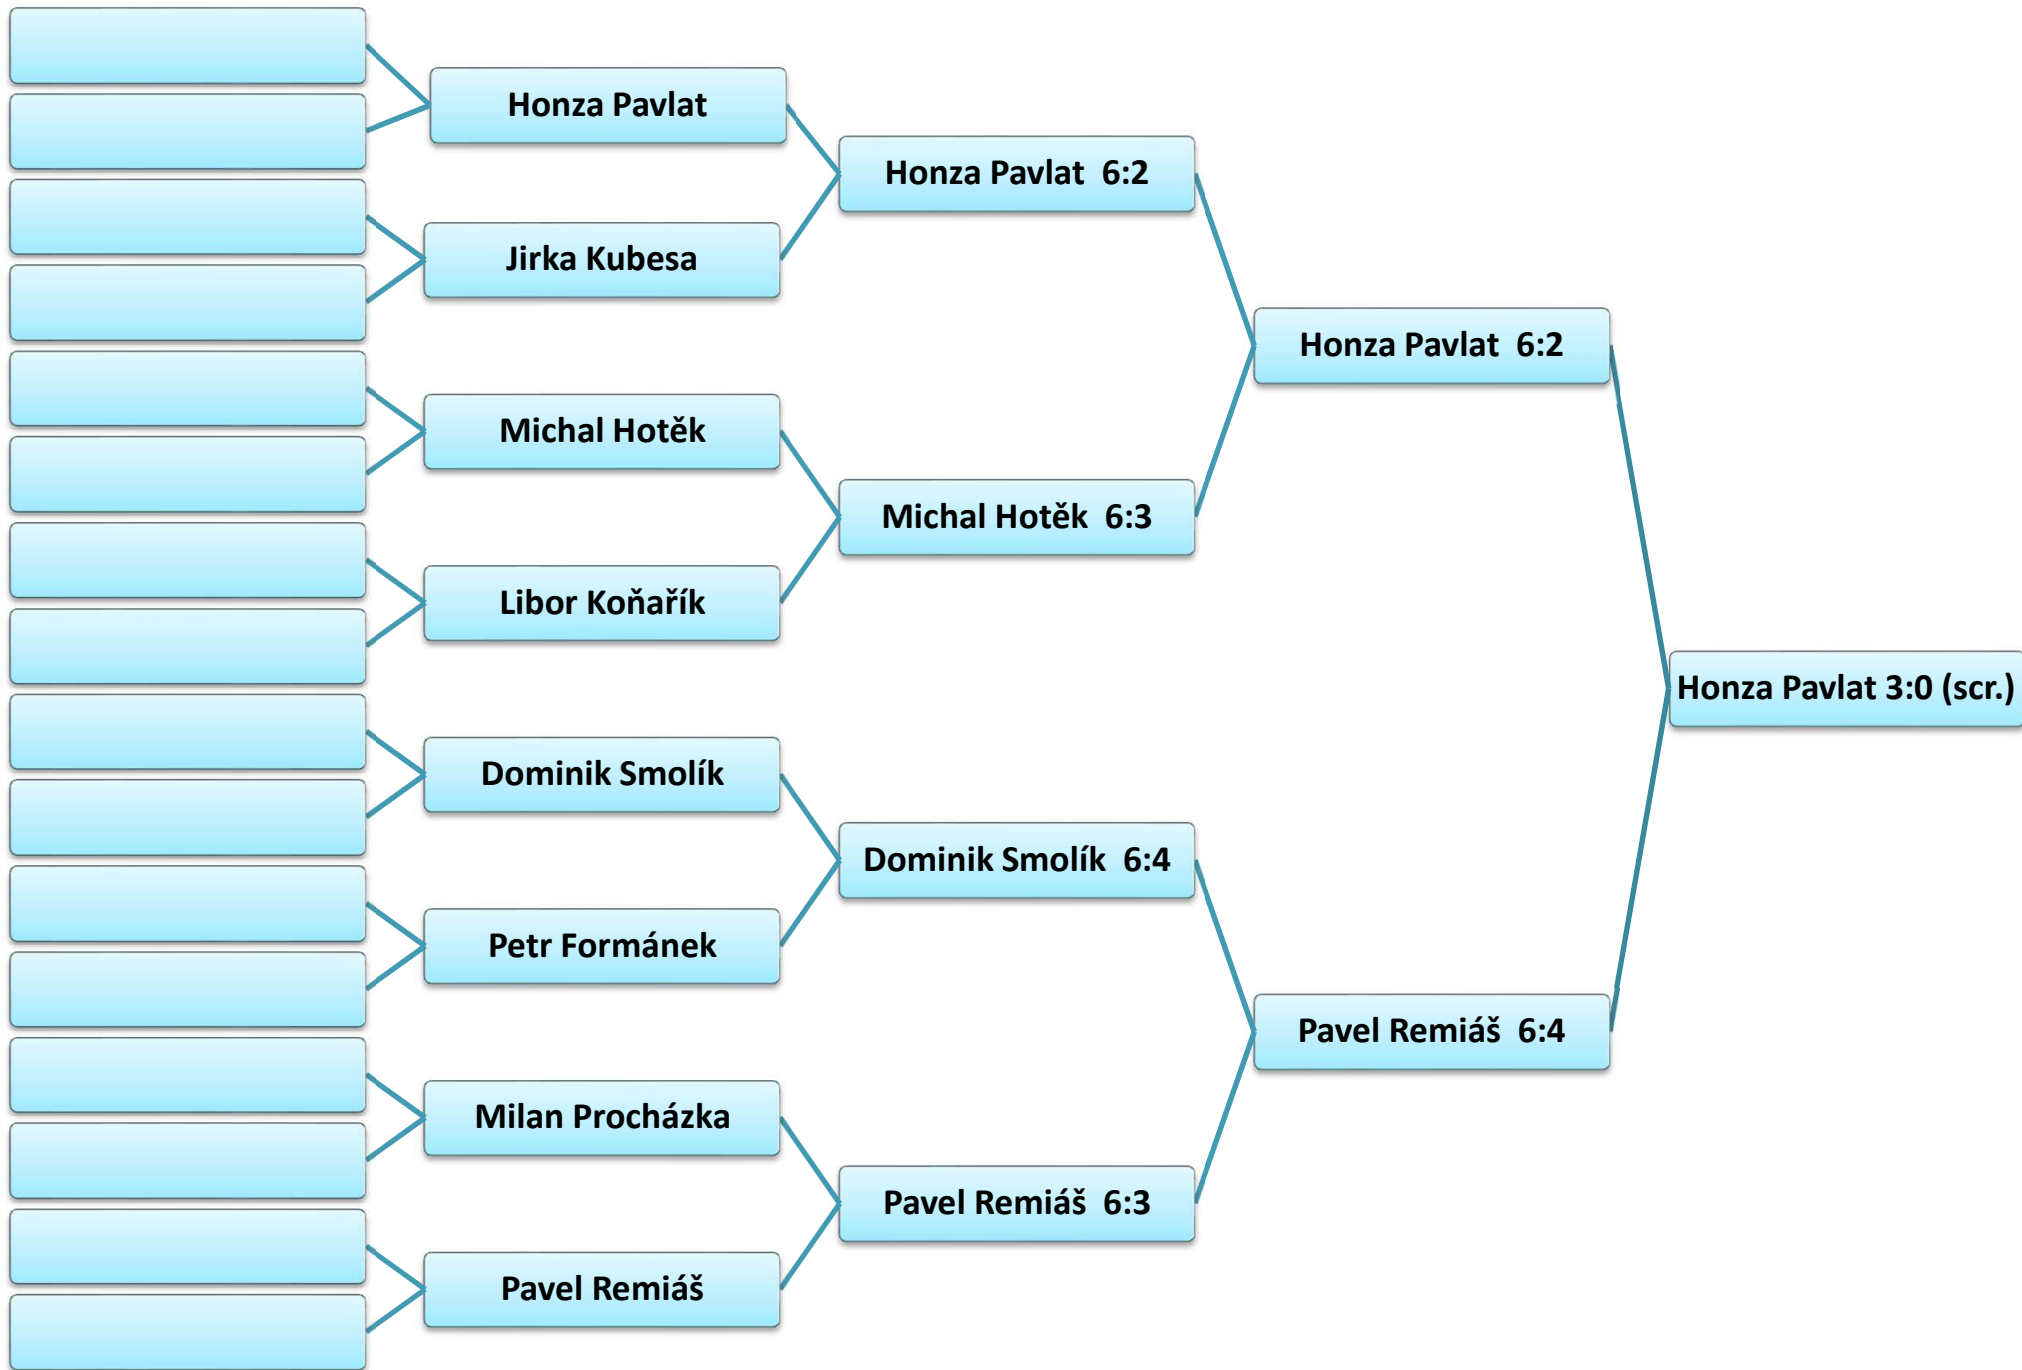 Honza Pavlat
Jirka Kubesa
Michal Hotěk
Libor Koňařík
Dominik Smolík
Petr Formánek
Milan Procházka
Pavel Remiáš
Honza Pavlat 6:2
Michal Hotěk 6:3
Dominik Smolík 6:4
Pavel Remiáš 6:3
Honza Pavlat 6:2
Pavel Remiáš 6:4
Honza Pavlat 3:0 (scr.)